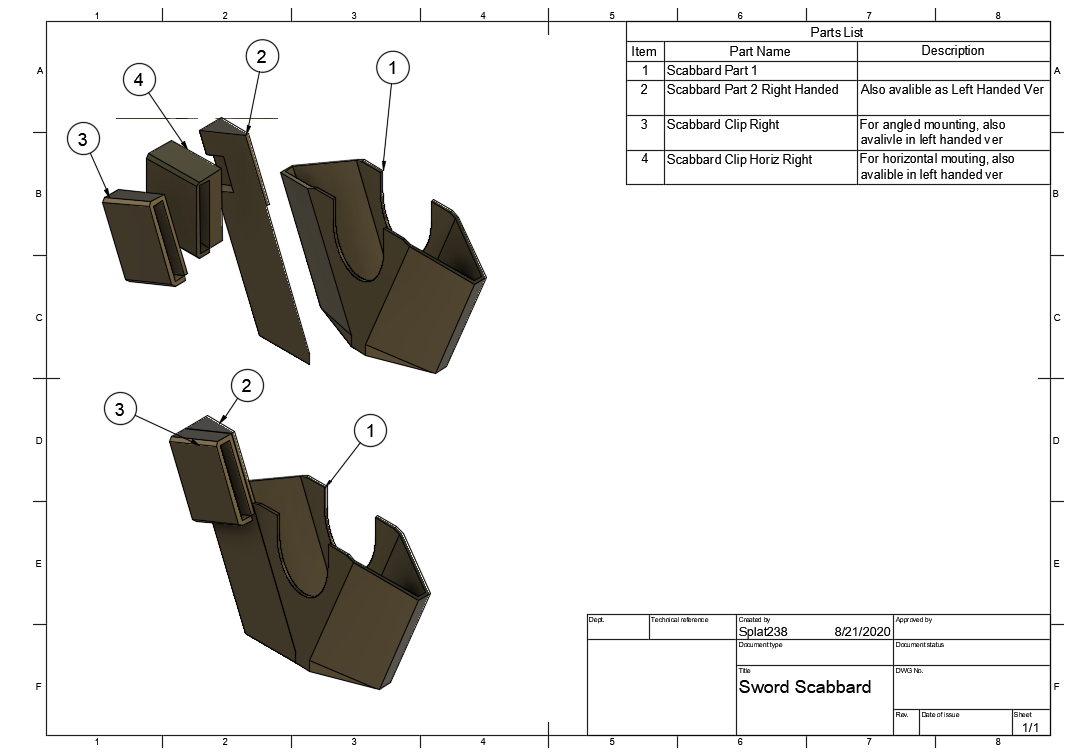 1 2 3 4 5 6 7 8
A A
B B
C C
D D
E E
F F
Parts List
Item Part Name Description
1 Scabbard Part 1
2 Scabbard Part 2 Right Handed Also avalible as Left Handed Ver
3 Scabbard Clip Right For angled mounting, also
avalivle in left handed ver
4 Scabbard Clip Horiz Right For horizontal mouting, also
avalible in left handed ver
2
1
4
3
2
3
1
Dept. Technical reference Created by Approved by
Splat238 8/21/2020
Document type Document status
Title DWG No.
Sword Scabbard
Rev. Date of issue Sheet
1/1
1 2 3 4 5 6 7 8